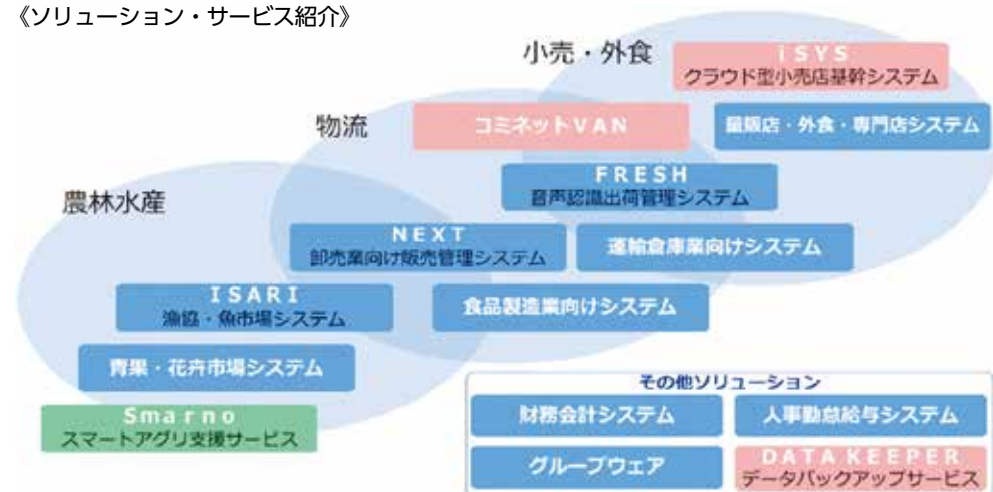 《ソリューション・サービス紹介》
小売・外食
iSYS
クラウド型小売店基幹システム
物流
コミネットVAN
量販店・外食・専門店システム
FRESH
音声認識出荷管理システム
農林水産
NEXT
卸売業向け販売管理システム
運輸倉庫業向けシステム
ISARI
漁協・魚市場システム
食品製造業向けシステム
青果・花卉市場システム
Smarno
スマートアグリ支援サービス
その他ソリューション
財務会計システム
人事勤怠給与システム
グループウェア
DATA KEEPER
データバックアップサービス